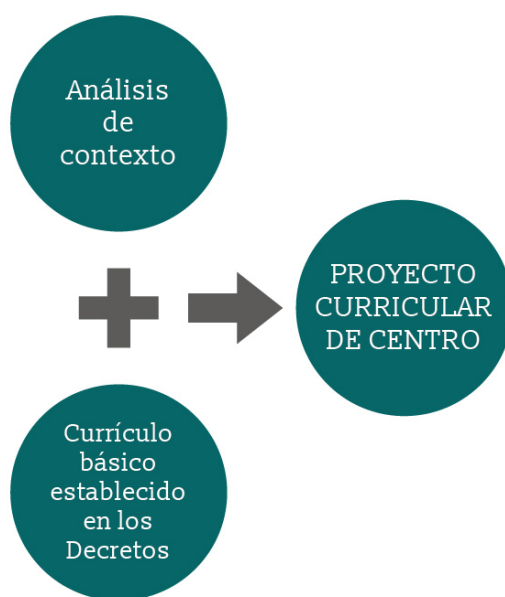 Análisis
de
contexto
PROYECTO
CURRICULAR
DE CENTRO
Currículo
básico
establecido
en los
Decretos